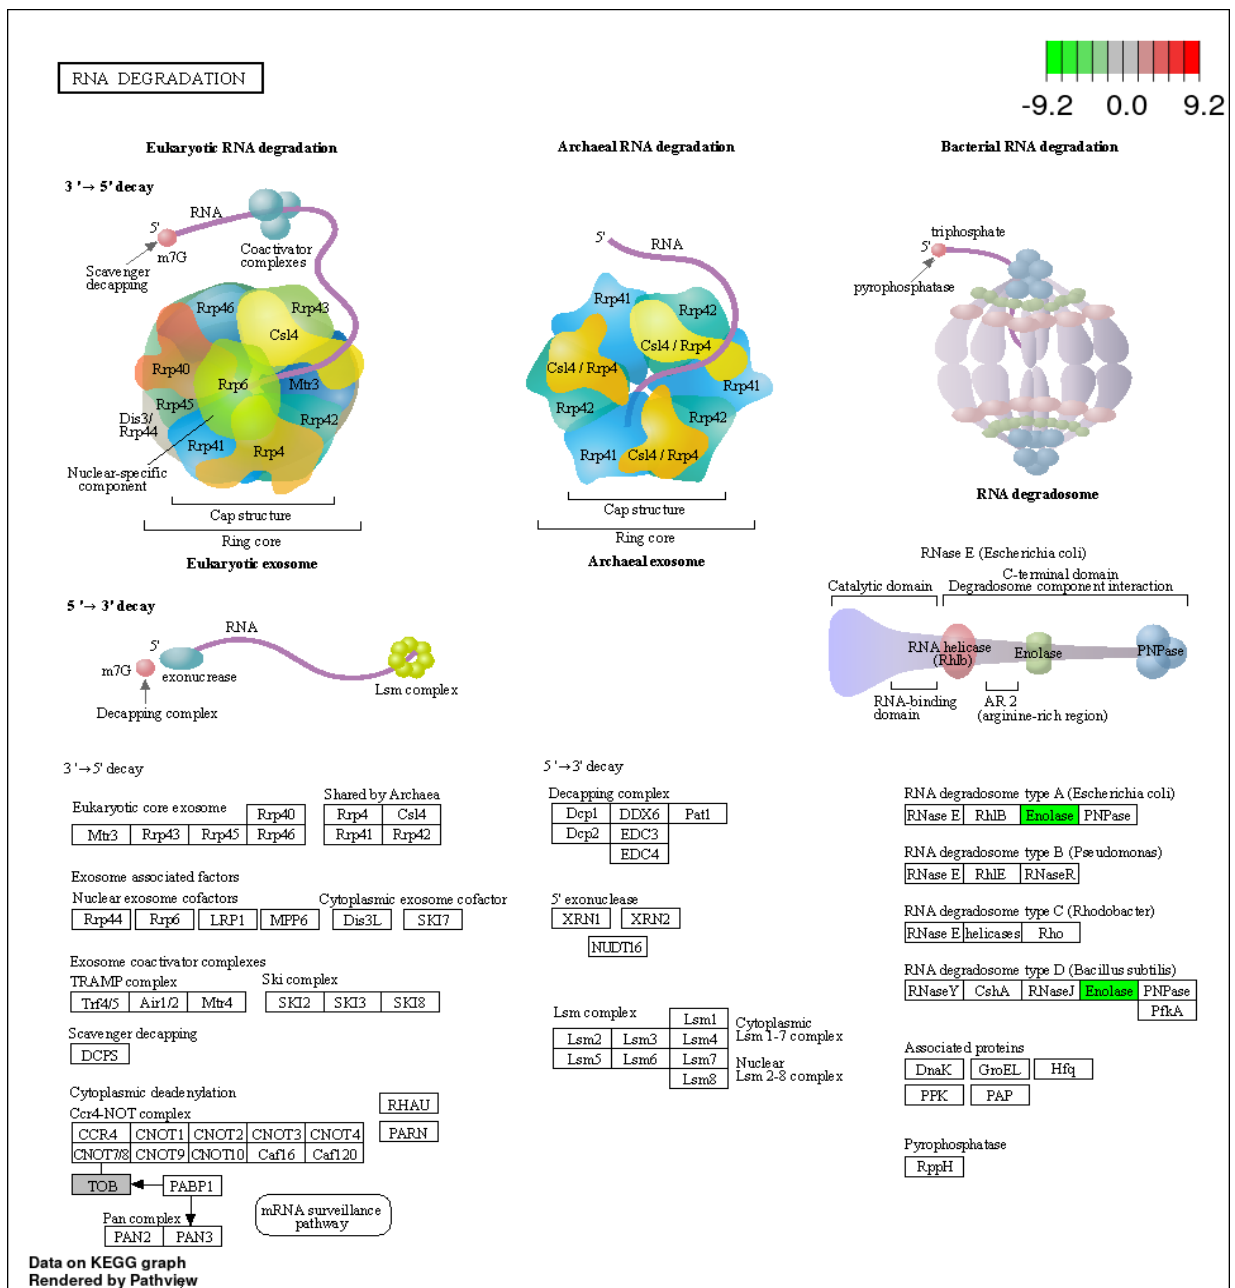 RNA DEGRADATION
-9.2 0.0 9.2
Eukaryotic RNA degradation
Archaeal RNA degradation
Bacterial RNA degradation
3'→5' decay
5'
RNA
m7G
Scavenger
decapping
Coactivator
complexes
Rrp46
Rrp43
Csl4
Rrp40
Rrp6
Mtr3
Rrp45
Dis3/
Rrp44
Rrp42
Rrp41
Rrp4
Nuclear-specific
component
Cap structure
Ring core
Eukaryotic exosome
5'
RNA
Rrp41
Rrp42
Csl4 / Rrp4
Csl4 / Rrp4
Rrp41
Rrp42
Rrp42
Rrp41
Csl4 / Rrp4
Cap structure
Ring core
Archaeal exosome
triphosphate
5'
pyrophosphatase
RNA degradosome
RNase E (Escherichia coli)
C-terminal domain
Catalytic domain
Degradosome component interaction
RNA helicase
(Rhlb)
Enolase
PNPase
RNA-binding
domain
AR 2
(arginine-rich region)
5'→3' decay
5'
RNA
m7G
exonucrease
Lsm complex
Decapping complex
3'→5' decay
Eukaryotic core exosome
Rrp40
Mtr3 Rrp43 Rrp45 Rrp46
Shared by Archaea
Rrp4 Csl4
Rrp41 Rrp42
Exosome associated factors
Nuclear exosome cofactors
Rrp44 Rrp6 LRP1 MPP6
Cytoplasmic exosome cofactor
Dis3L SKI7
Exosome coactivator complexes
TRAMP complex
Trf4/5 Air1/2 Mtr4
Ski complex
SKI2 SKI3 SKI8
Scavenger decapping
DCPS
Cytoplasmic deadenylation
Ccr4-NOT complex
CCR4 CNOT1 CNOT2 CNOT3 CNOT4
CNOT7/8 CNOT9 CNOT10 Caf16 Caf120
RHAU
PARN
TOB
PABP1
Pan complex
PAN2 PAN3
mRNA surveillance
pathway
5'→3' decay
Decapping complex
Dcp1 DDX6 Pat1
Dcp2 EDC3
EDC4
5' exonuclease
XRN1 XRN2
NUDT16
Lsm complex
Lsm1
Lsm2 Lsm3 Lsm4
Lsm5 Lsm6 Lsm7
Lsm8
Cytoplasmic
Lsm 1-7 complex
Nuclear
Lsm 2-8 complex
RNA degradosome type A (Escherichia coli)
RNase E RhlB Enolase PNPase
RNA degradosome type B (Pseudomonas)
RNase E RhlE RNaseR
RNA degradosome type C (Rhodobacter)
RNase E helicases Rho
RNA degradosome type D (Bacillus subtilis)
RNaseY CshA RNaseJ Enolase PNPase
PfkA
Associated proteins
DnaK GroEL Hfq
PPK PAP
Pyrophosphatase
RppH
Data on KEGG graph
Rendered by Pathview